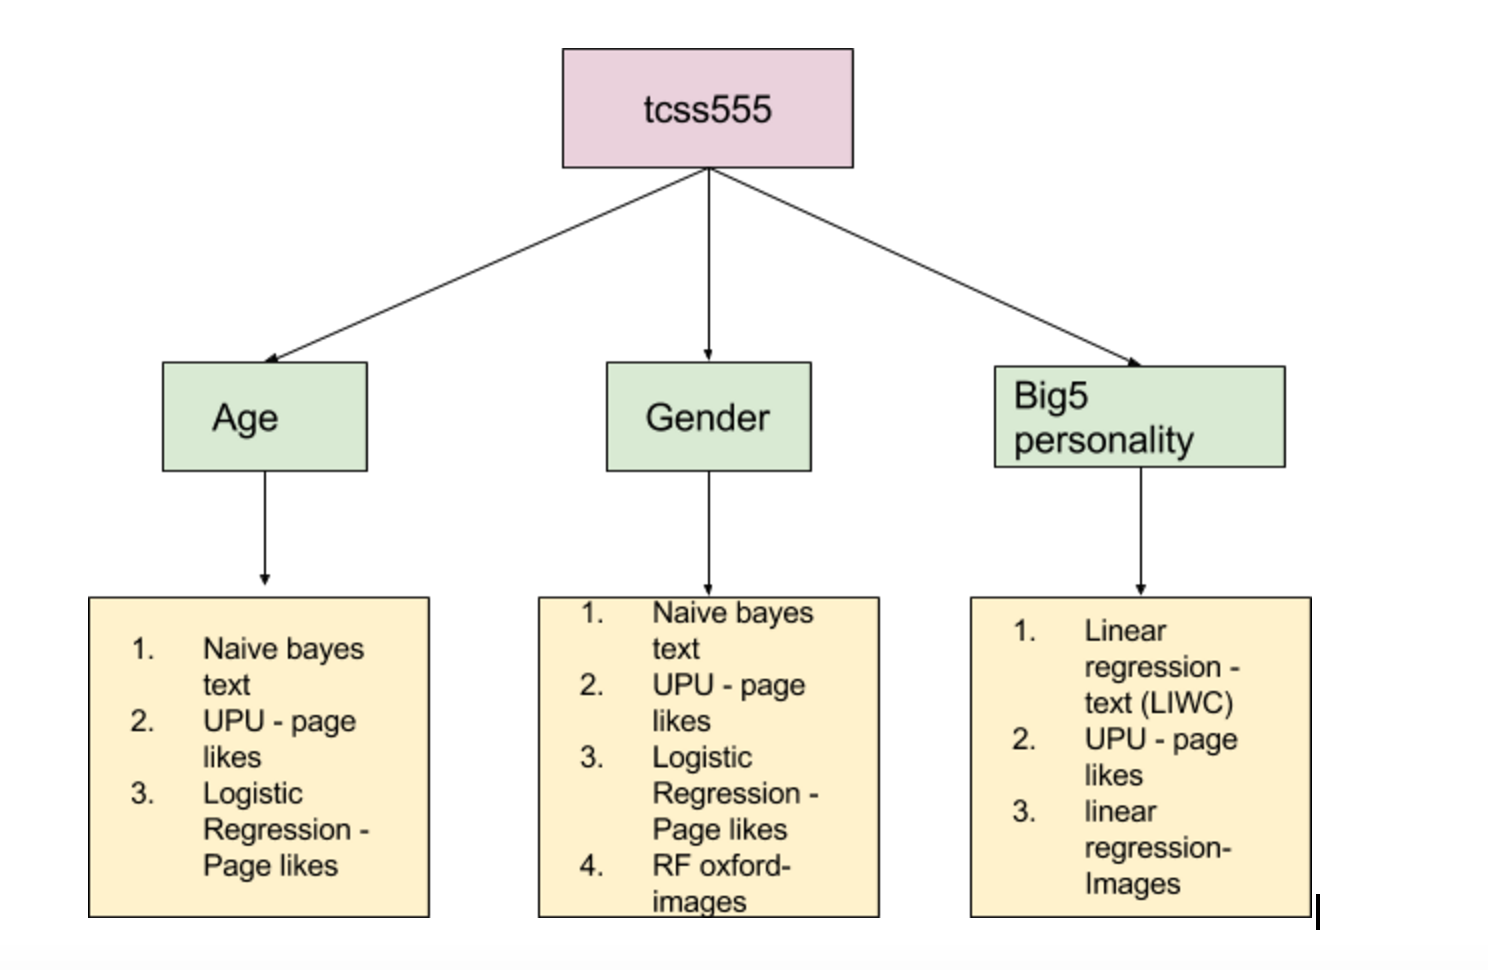 tcss555
Age
Gender
Big5
personality
1. Naive bayes
text
2. UPU - page
likes
3. Logistic
Regression -
Page likes
1. Naive bayes
text
2. UPU - page
likes
3. Logistic
Regression -
Page likes
4. RF oxford-
images
1. Linear
regression -
text (LIWC)
2. UPU - page
likes
3. linear
regression-
Images